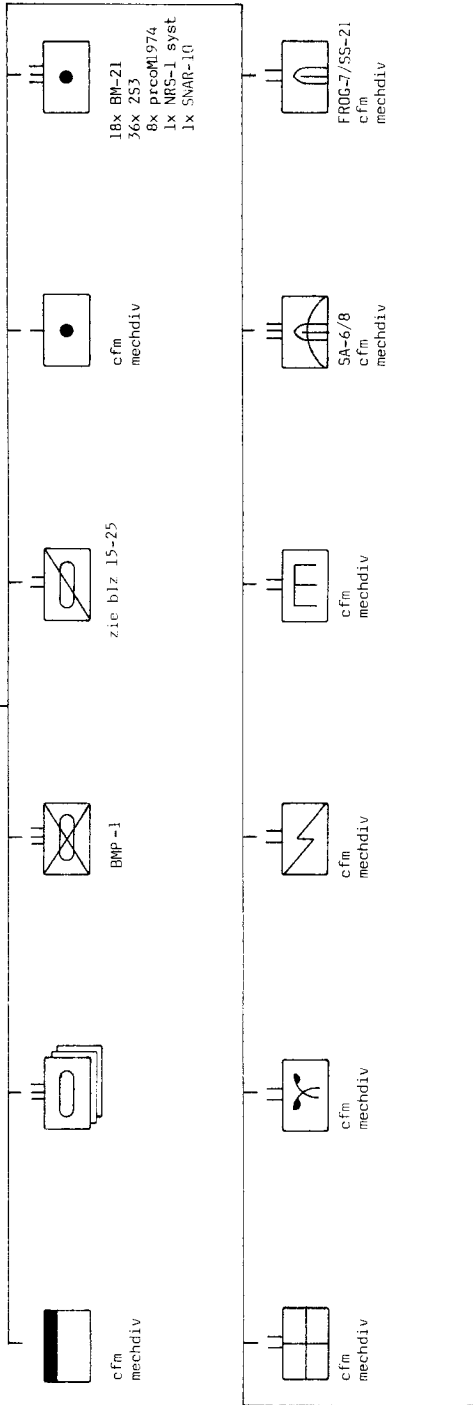 cfm
mechdiv
BMP-1
zie blz 15-25
cfm
mechdiv
18x BM-21
36x 2S3
8x prcoM1974
1x NRS-1 syst
1x SNAR-10
cfm
mechdiv
cfm
mechdiv
cfm
mechdiv
cfm
mechdiv
SA-6/8
cfm
mechdiv
FROG-7/SS-21
cfm
mechdiv